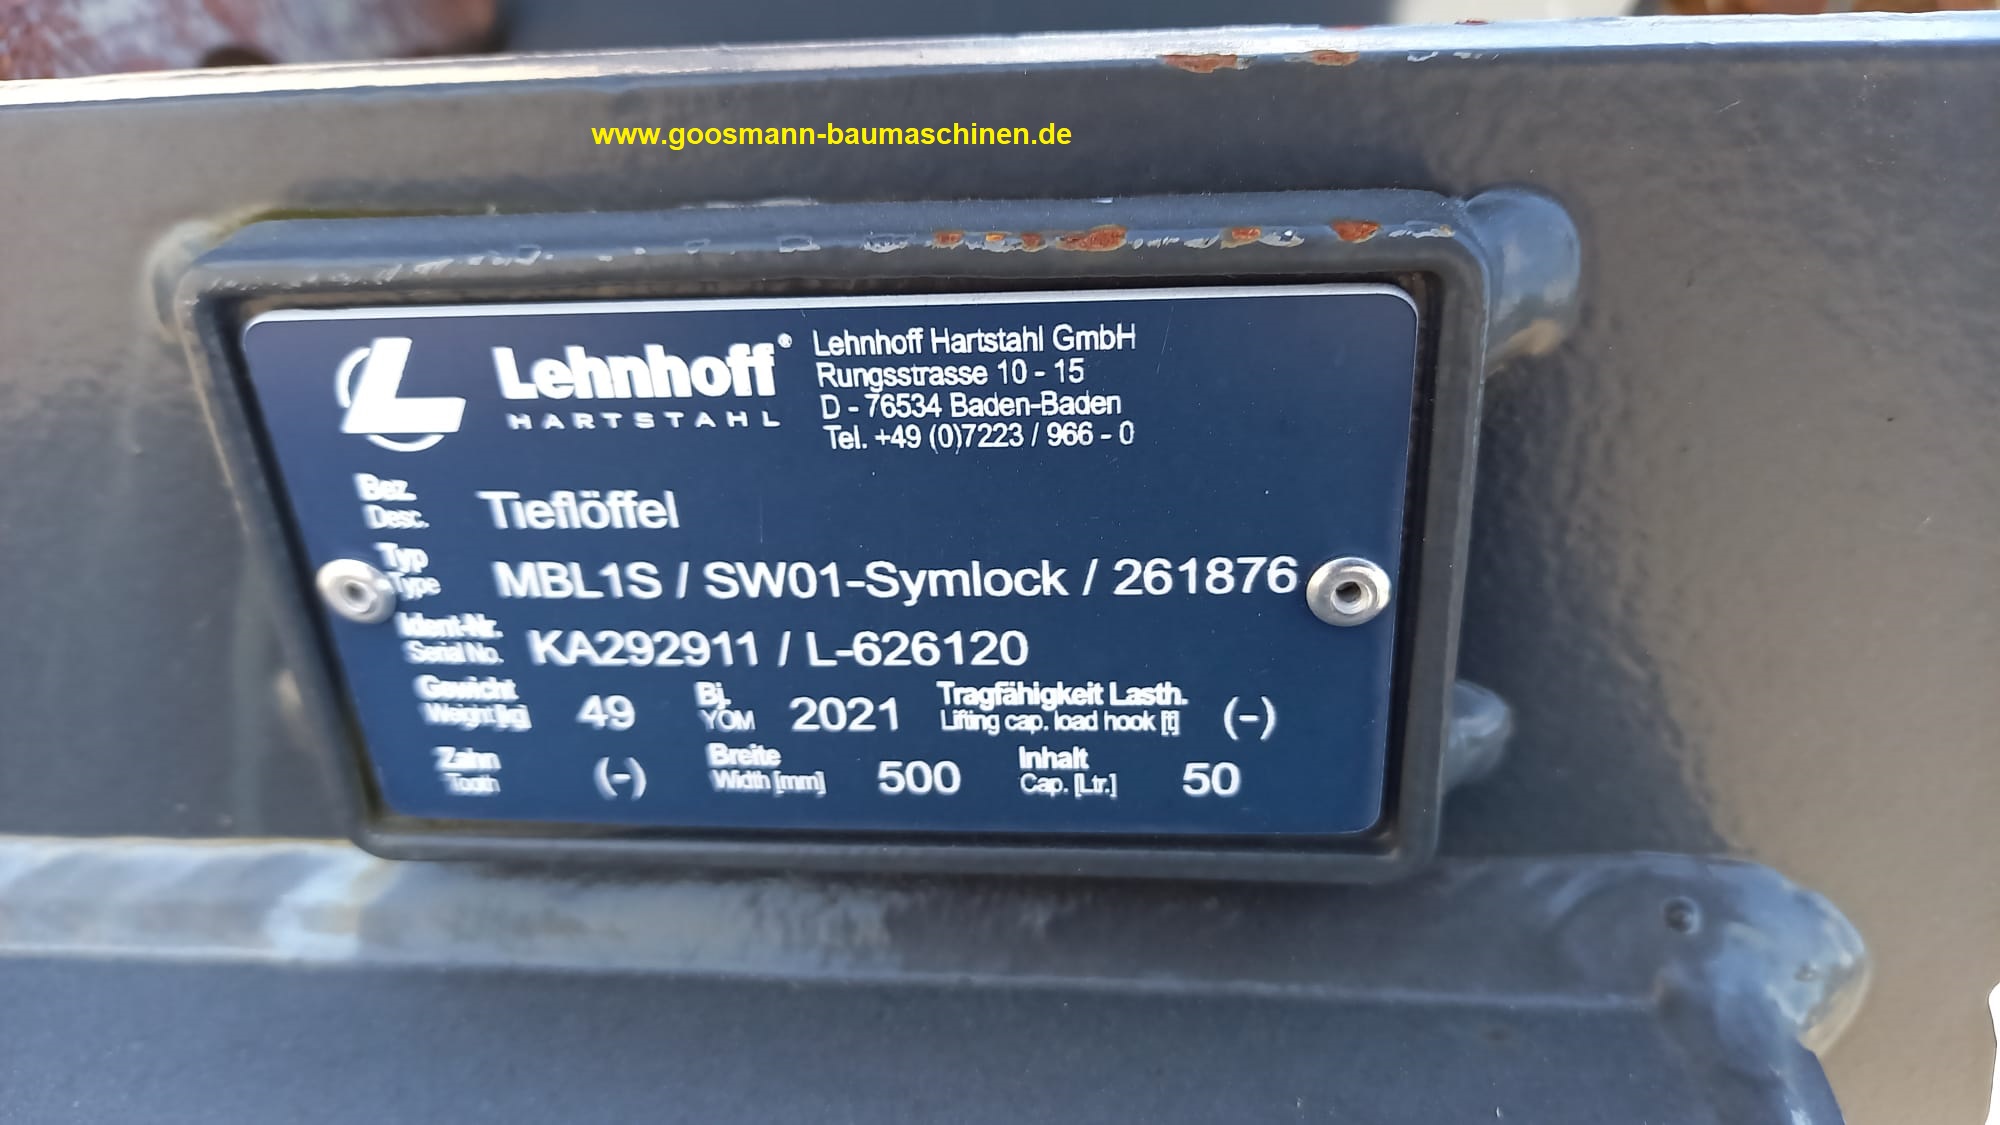 www.goosmann-baumaschinen.de
L Lehnhoff®
HARTSTAHL
Lehnhoff Hartstahl GmbH
Rungsstrasse 10 - 15
D - 76534 Baden-Baden
Tel. +49 (0)7223 / 966 - 0
Bez.
Desc. Tieflöffel
Typ
Type MBL1S / SW01-Symlock / 261876
Ident-Nr.
Serial No. KA292911 / L-626120
Gewicht Bj. Tragfähigkeit Lasth.
Weight [kg] 49 YOM 2021 Lifting cap. load hook [t] (-)
Zahn Breite Inhalt
Tooth (-) Width [mm] 500 Cap. [Ltr.] 50